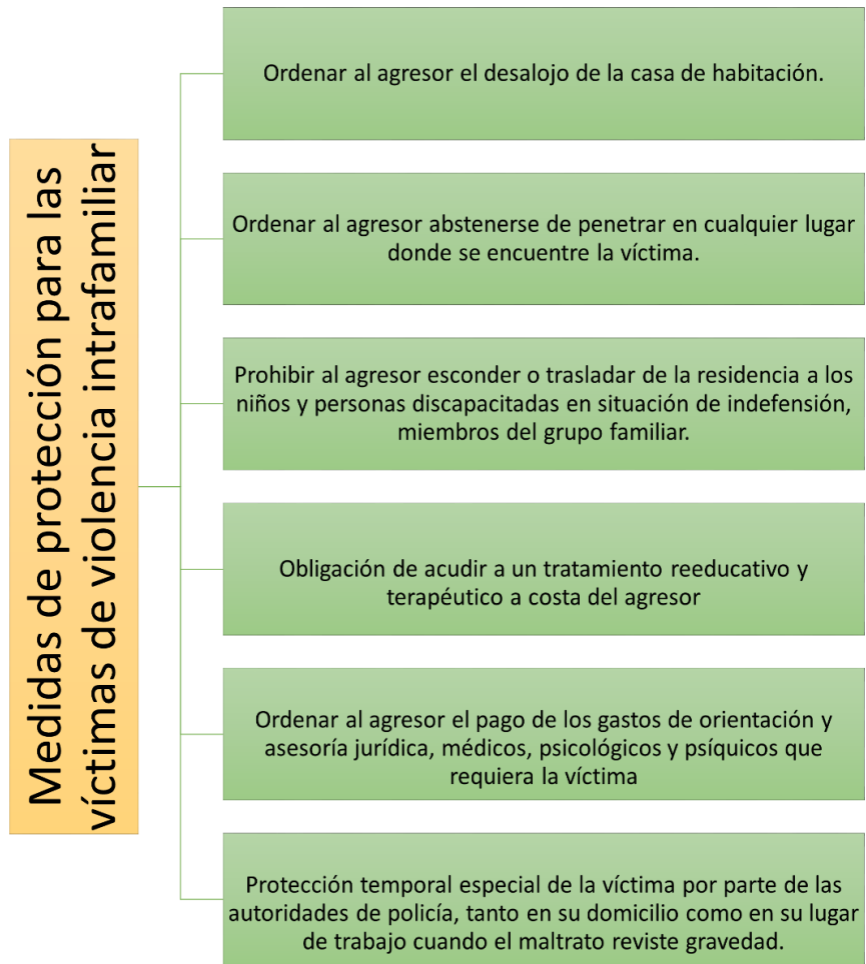 Medidas de protección para las
víctimas de violencia intrafamiliar
Ordenar al agresor el desalojo de la casa de habitación.
Ordenar al agresor abstenerse de penetrar en cualquier lugar
donde se encuentre la víctima.
Prohibir al agresor esconder o trasladar de la residencia a los
niños y personas discapacitadas en situación de indefensión,
miembros del grupo familiar.
Obligación de acudir a un tratamiento reeducativo y
terapéutico a costa del agresor
Ordenar al agresor el pago de los gastos de orientación y
asesoría jurídica, médicos, psicológicos y psíquicos que
requiera la víctima
Protección temporal especial de la víctima por parte de las
autoridades de policía, tanto en su domicilio como en su lugar
de trabajo cuando el maltrato reviste gravedad.